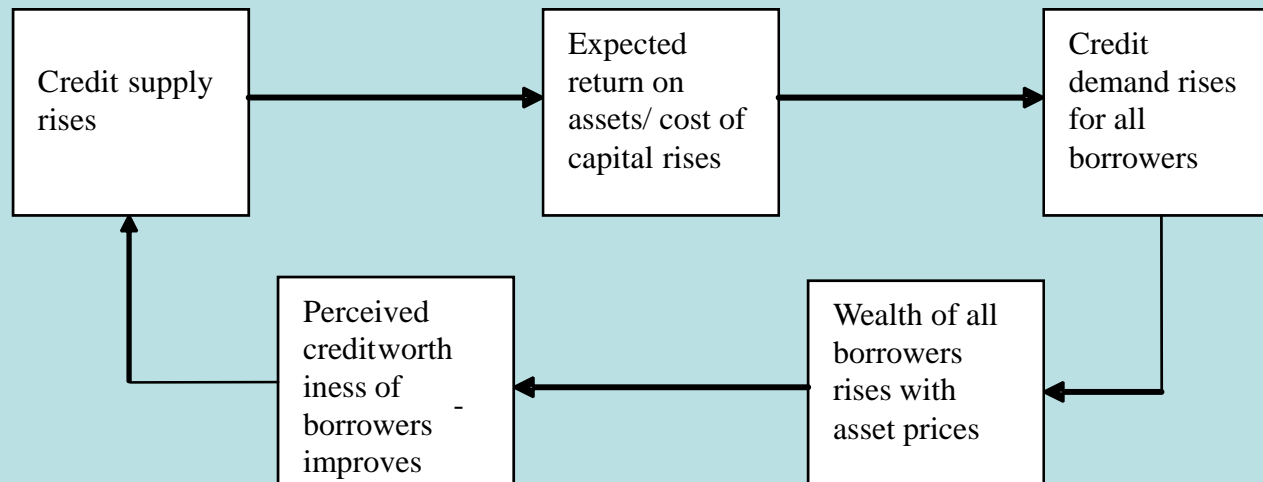 Credit supply
rises
Expected
return on
assets/ cost of
capital rises
Credit
demand rises
for all
borrowers
Perceived
creditworth
iness of
borrowers -
improves
Wealth of all
borrowers
rises with
asset prices